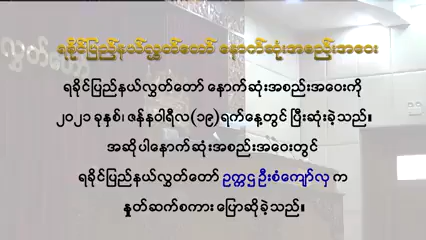 ရခိုင်ပြည်နယ်လွှတ်တော် နောက်ဆုံးအစည်းအဝေး
ရခိုင်ပြည်နယ်လွှတ်တော် နောက်ဆုံးအစည်းအဝေးကို
၂၀၂၁ ခုနှစ်၊ ဇန်နဝါရီလ(၁၉)ရက်နေ့တွင် ပြီးဆုံးခဲ့သည်။
အဆိုပါနောက်ဆုံးအစည်းအဝေးတွင်
ရခိုင်ပြည်နယ်လွှတ်တော် ဥက္ကဋ္ဌ ဦးစံကျော်လှ က
နှုတ်ဆက်စကား ပြောဆိုခဲ့သည်။